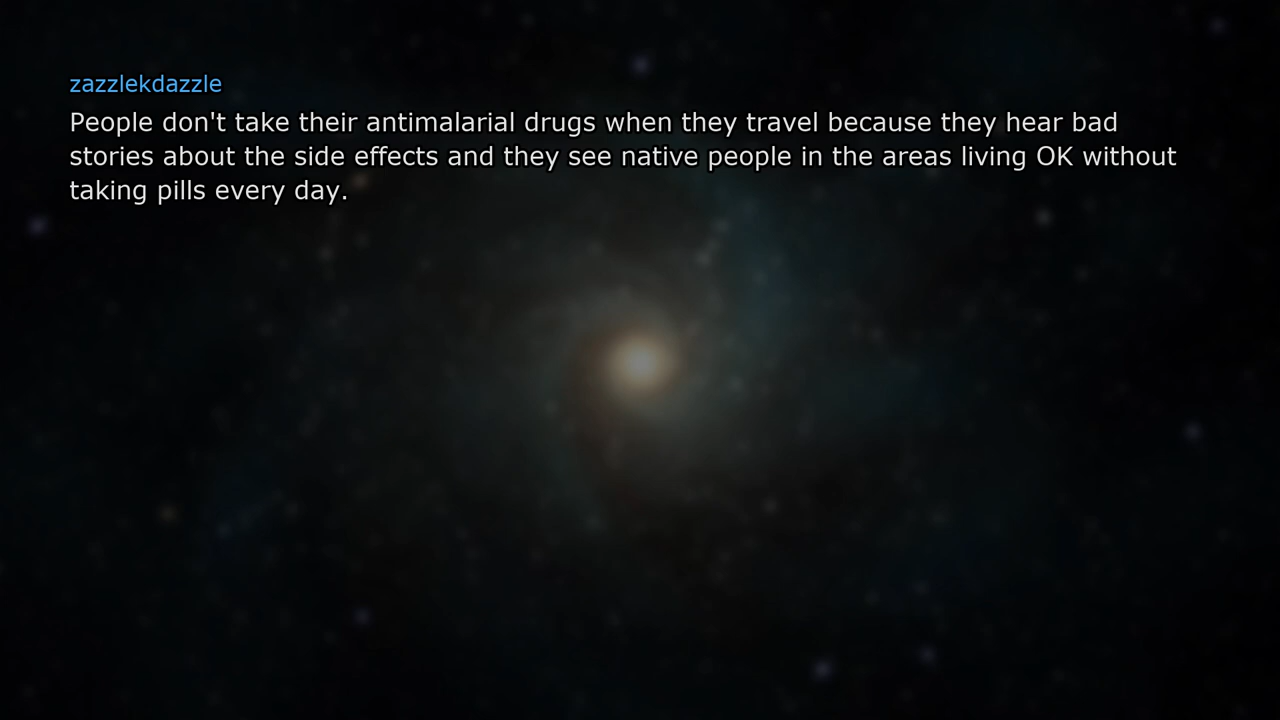 zazzlekdazzle
People don't take their antimalarial drugs when they travel because they hear bad
stories about the side effects and they see native people in the areas living OK without
taking pills every day.